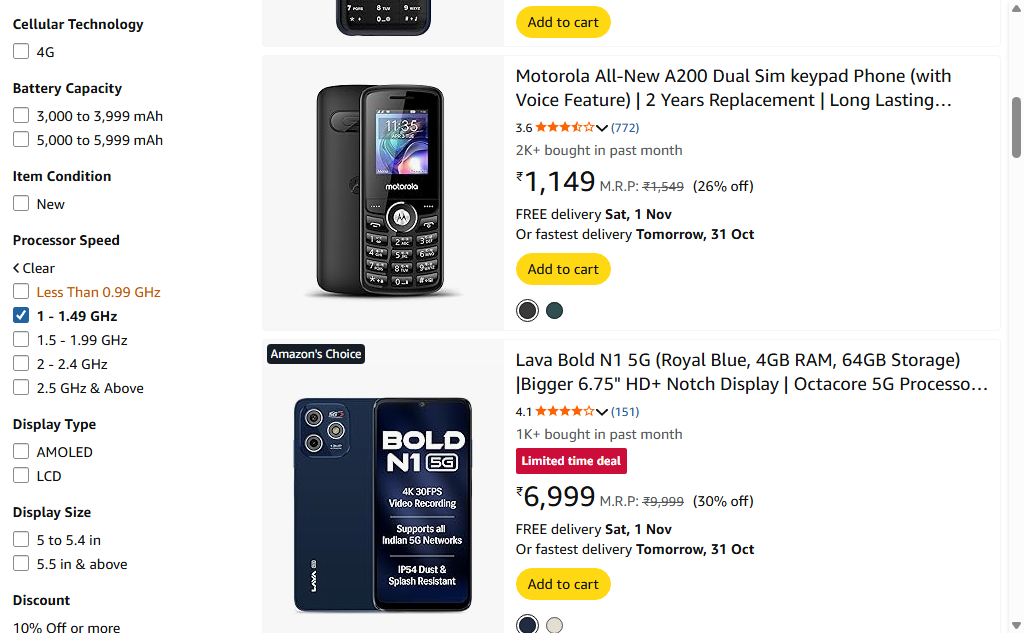 Cellular Technology
4G
Battery Capacity
3,000 to 3,999 mAh
5,000 to 5,999 mAh
Item Condition
New
Processor Speed
Clear
Less Than 0.99 GHz
1 - 1.49 GHz
1.5 - 1.99 GHz
2 - 2.4 GHz
2.5 GHz & Above
Display Type
AMOLED
LCD
Display Size
5 to 5.4 in
5.5 in & above
Discount
10% Off or more
Add to cart
11:35
motorola
Motorola All-New A200 Dual Sim keypad Phone (with
Voice Feature) | 2 Years Replacement | Long Lasting…
3.6 (772)
2K+ bought in past month
₹1,149 M.R.P: ₹1,549 (26% off)
FREE delivery Sat, 1 Nov
Or fastest delivery Tomorrow, 31 Oct
Add to cart
Amazon's Choice
BOLD
N1 5G
4K 30FPS
Video Recording
Supports all
Indian 5G Networks
IP54 Dust &
Splash Resistant
LAVA
Lava Bold N1 5G (Royal Blue, 4GB RAM, 64GB Storage)
|Bigger 6.75" HD+ Notch Display | Octacore 5G Processo…
4.1 (151)
1K+ bought in past month
Limited time deal
₹6,999 M.R.P: ₹9,999 (30% off)
FREE delivery Sat, 1 Nov
Or fastest delivery Tomorrow, 31 Oct
Add to cart